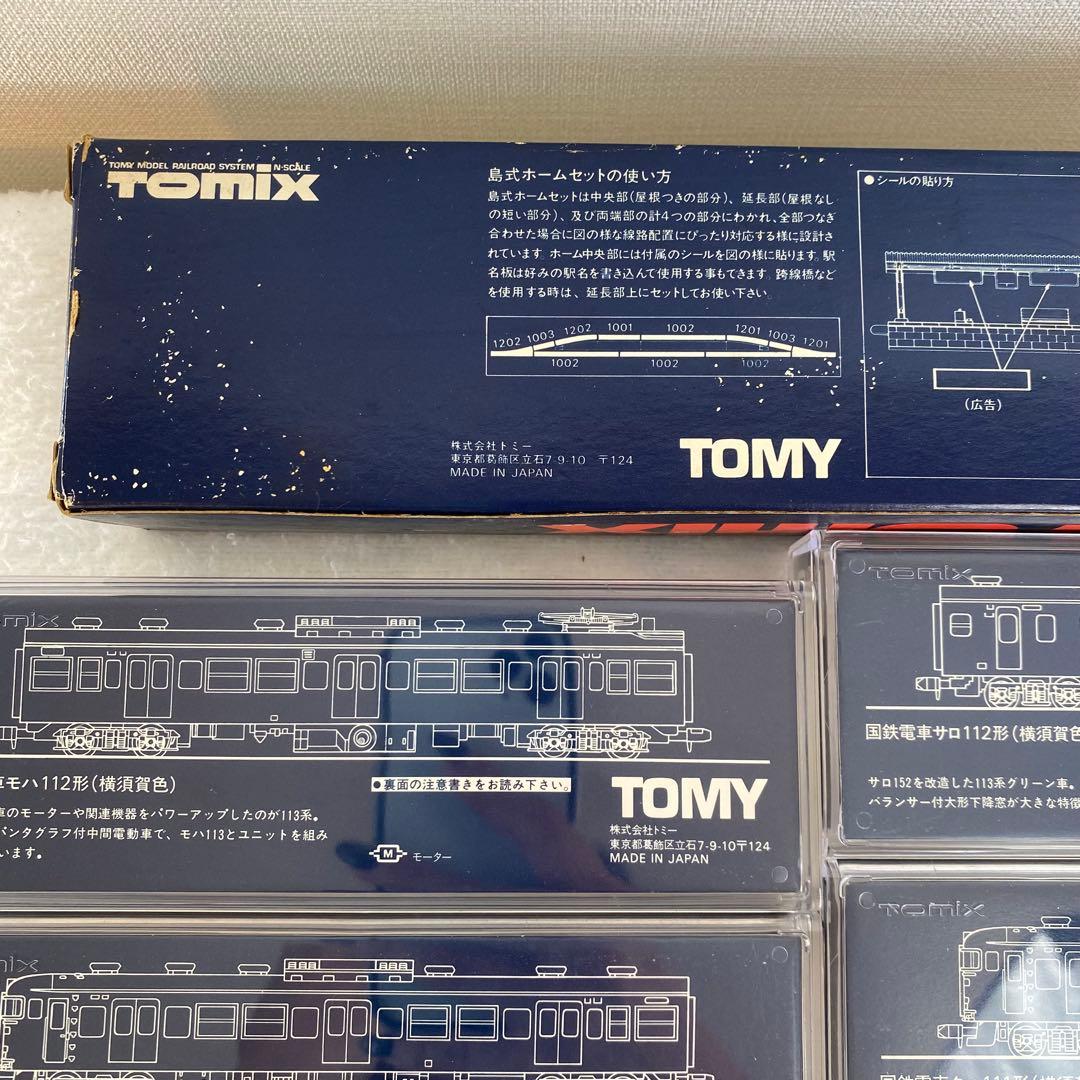 TOMY MODEL RAILROAD SYSTEM N-SCALE
TOMIX
島式ホームセットの使い方
島式ホームセットは中央部(屋根つきの部分)、延長部(屋根なし
の短い部分)、及び両端部の計4つの部分にわかれ、全部つなぎ
合わせた場合に図の様な線路配置にぴったり対応する様に設計さ
れています。ホーム中央部には付属のシールを図の様に貼ります。駅
名板は好みの駅名を書き込んで使用する事もできます。跨線橋など
を使用する時は、延長部上にセットしてお使い下さい。
1202 1003 1202 1001 1002 1201 1003 1201
1002 1002 1002
株式会社トミー
東京都葛飾区立石7-9-10 〒124
MADE IN JAPAN
TOMY
●シールの貼り方
(広告)
mix
車モハ112形(横須賀色)
車のモーターや関連機器をパワーアップしたのが113系。
パンタグラフ付中間電動車で、モハ113とユニットを組み
います。
●裏面の注意書きをお読み下さい。
M モーター
TOMY
株式会社トミー
東京都葛飾区立石7-9-10〒124
MADE IN JAPAN
TOMIX
国鉄電車サロ112形(横須賀色
サロ152を改造した113系グリーン車。
バランサー付大形下降窓が大きな特徴
mix
TOMIX